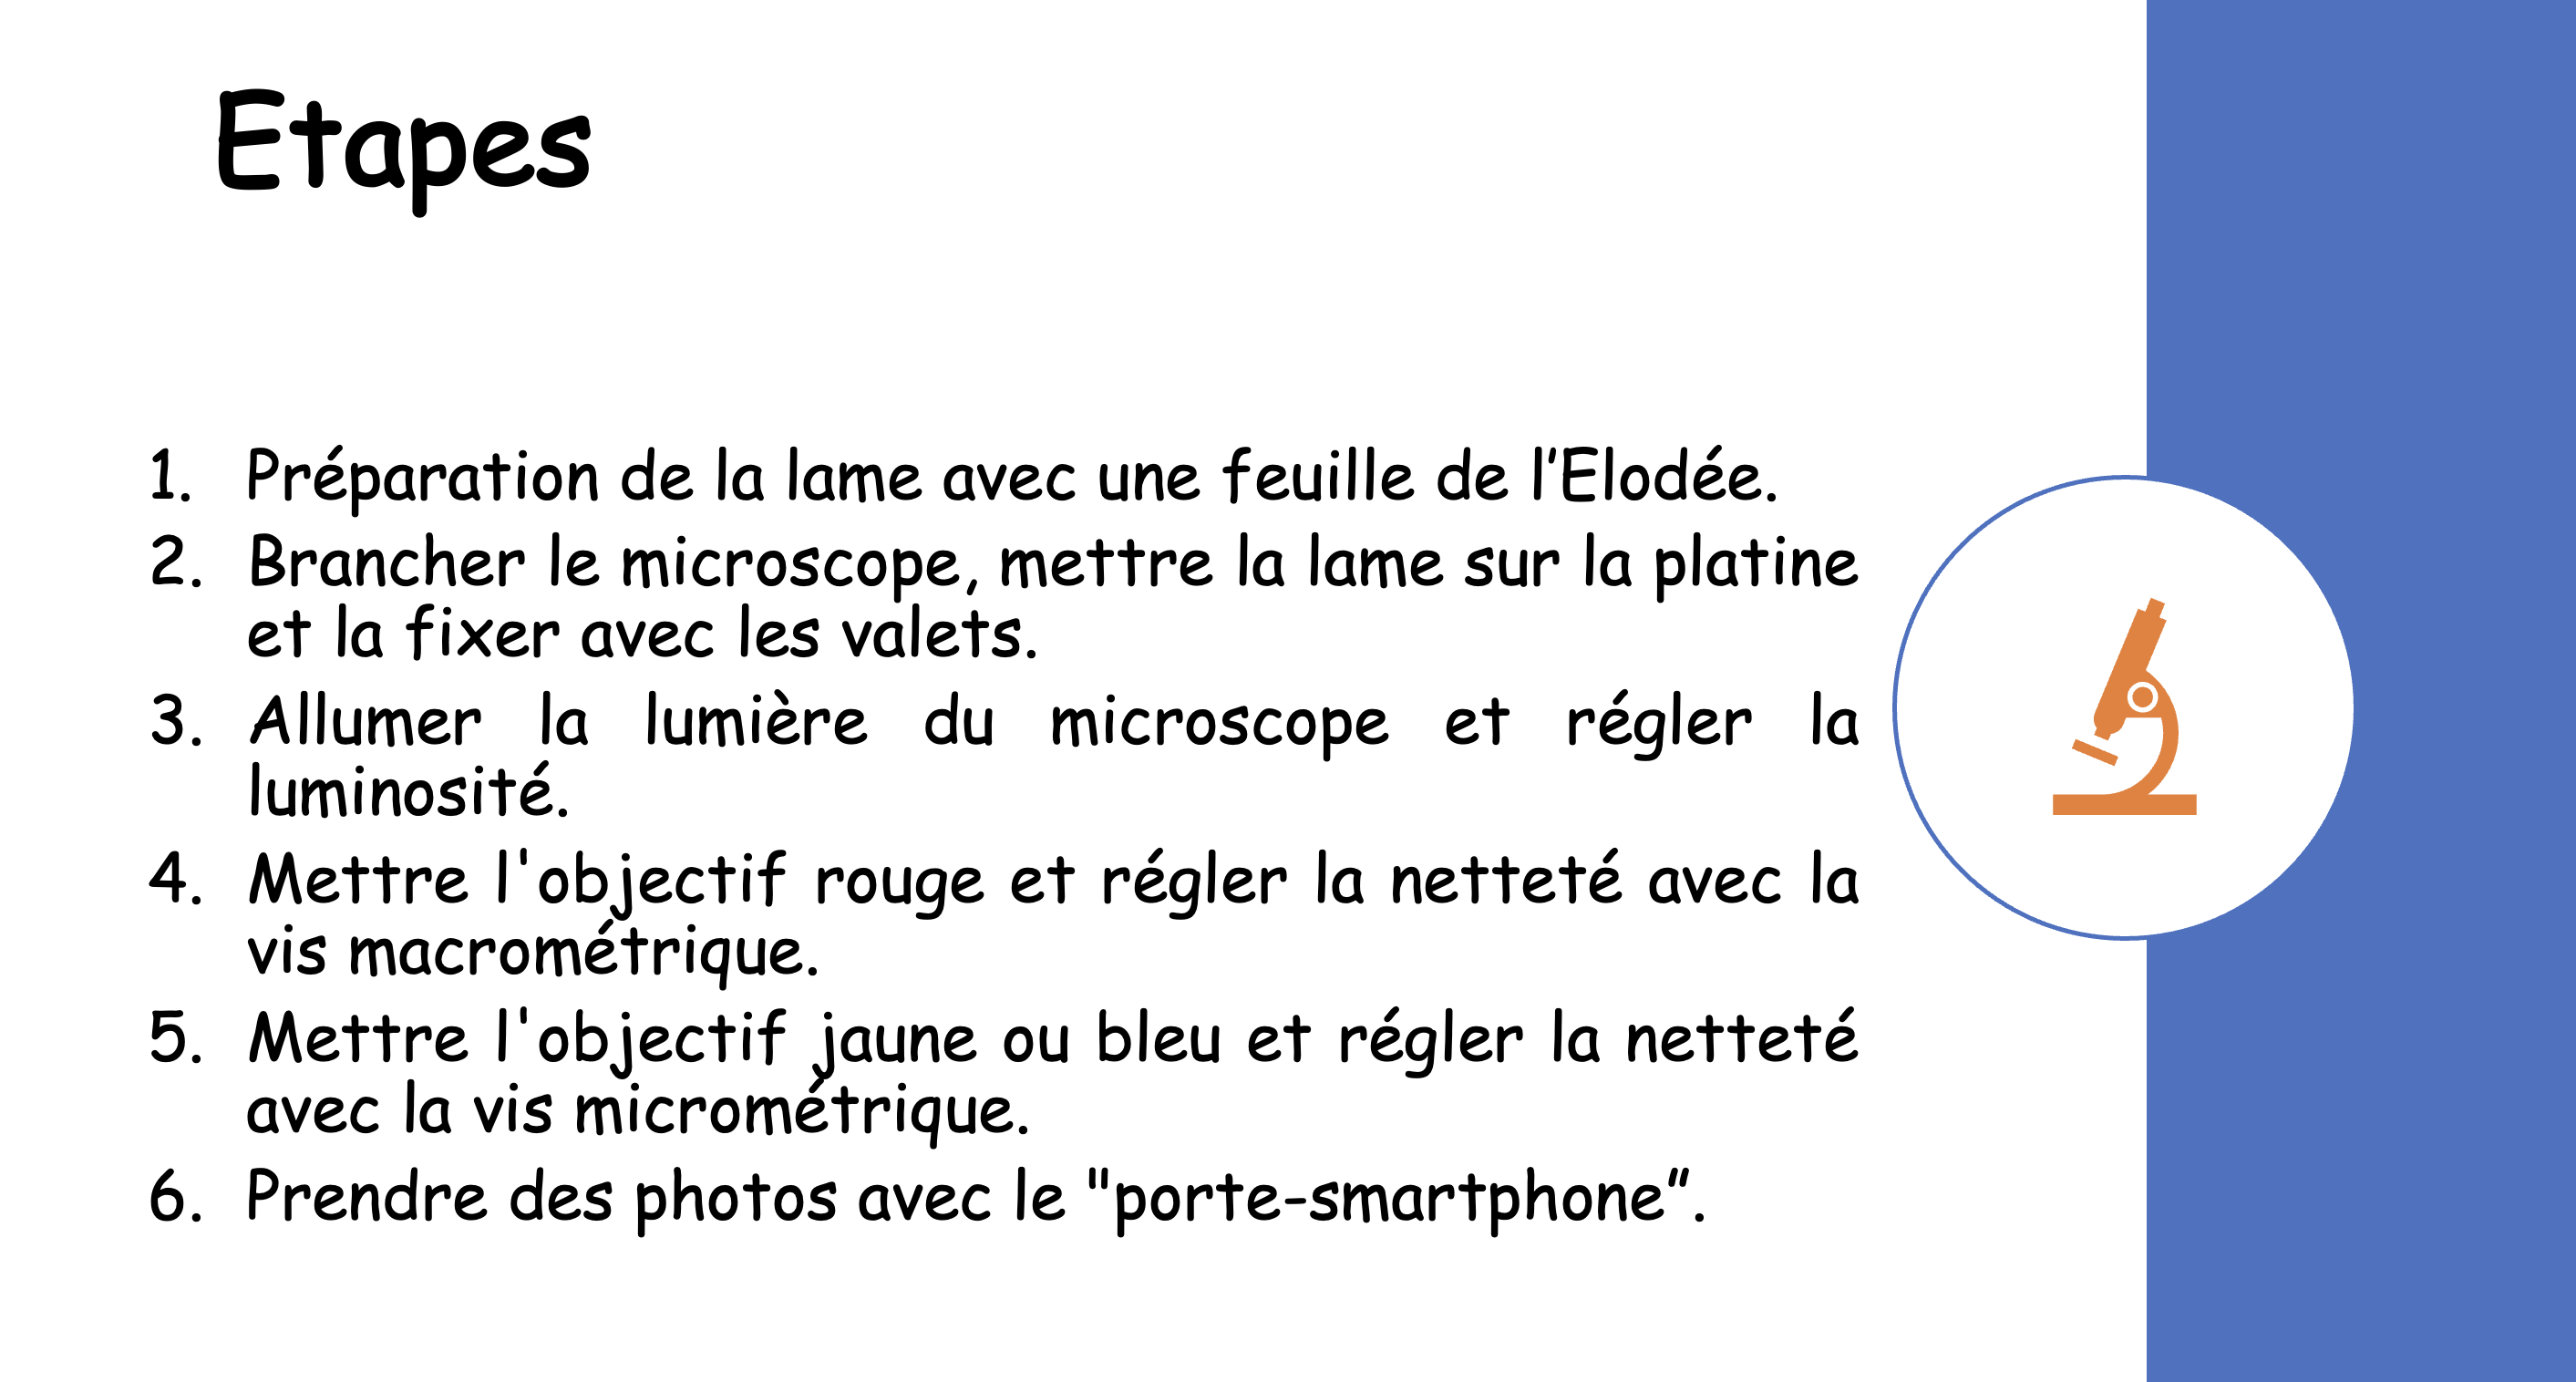 Etapes
1. Préparation de la lame avec une feuille de l’Elodée.
2. Brancher le microscope, mettre la lame sur la platine
et la fixer avec les valets.
3. Allumer la lumière du microscope et régler la
luminosité.
4. Mettre l'objectif rouge et régler la netteté avec la
vis macrométrique.
5. Mettre l'objectif jaune ou bleu et régler la netteté
avec la vis micrométrique.
6. Prendre des photos avec le "porte-smartphone”.